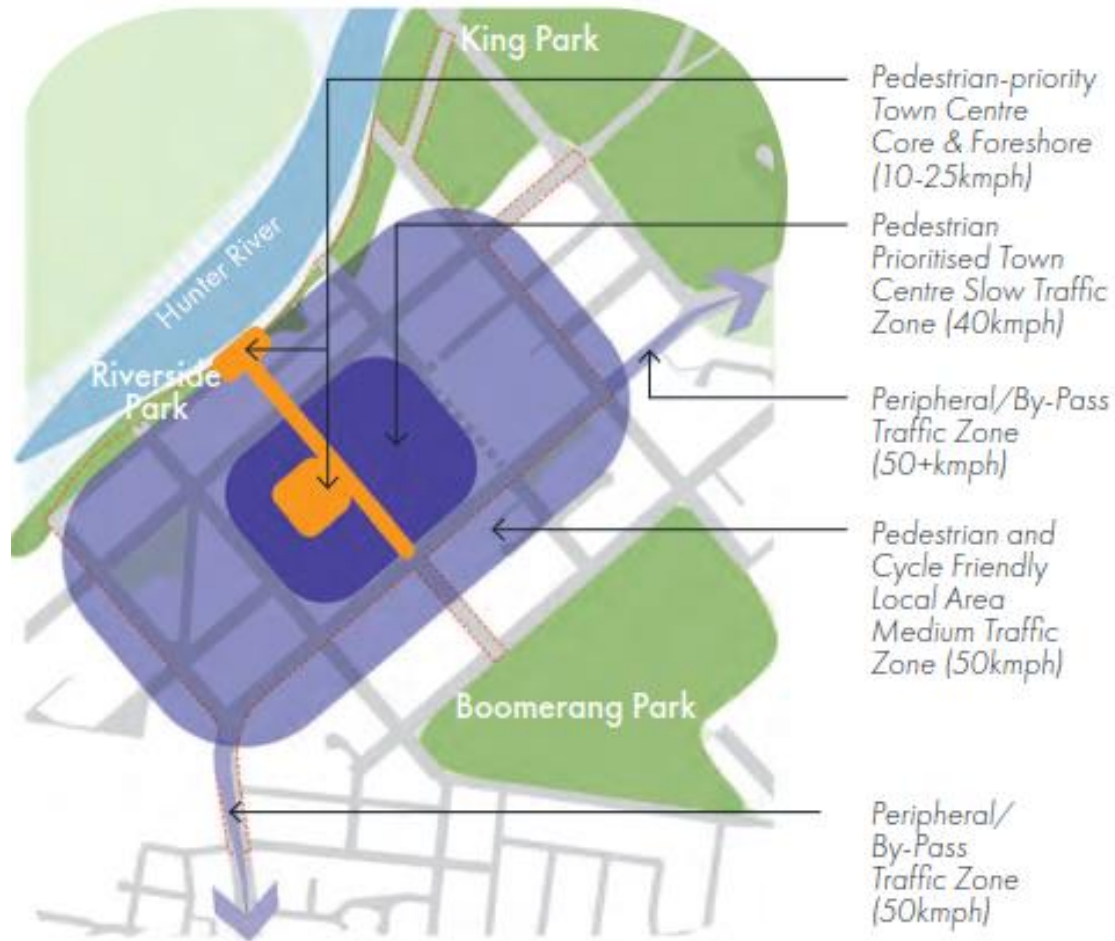 King Park
Hunter River
Riverside
Park
Boomerang Park
Pedestrian-priority
Town Centre
Core & Foreshore
(10-25kmph)
Pedestrian
Prioritised Town
Centre Slow Traffic
Zone (40kmph)
Peripheral/By-Pass
Traffic Zone
(50+kmph)
Pedestrian and
Cycle Friendly
Local Area
Medium Traffic
Zone (50kmph)
Peripheral/
By-Pass
Traffic Zone
(50kmph)